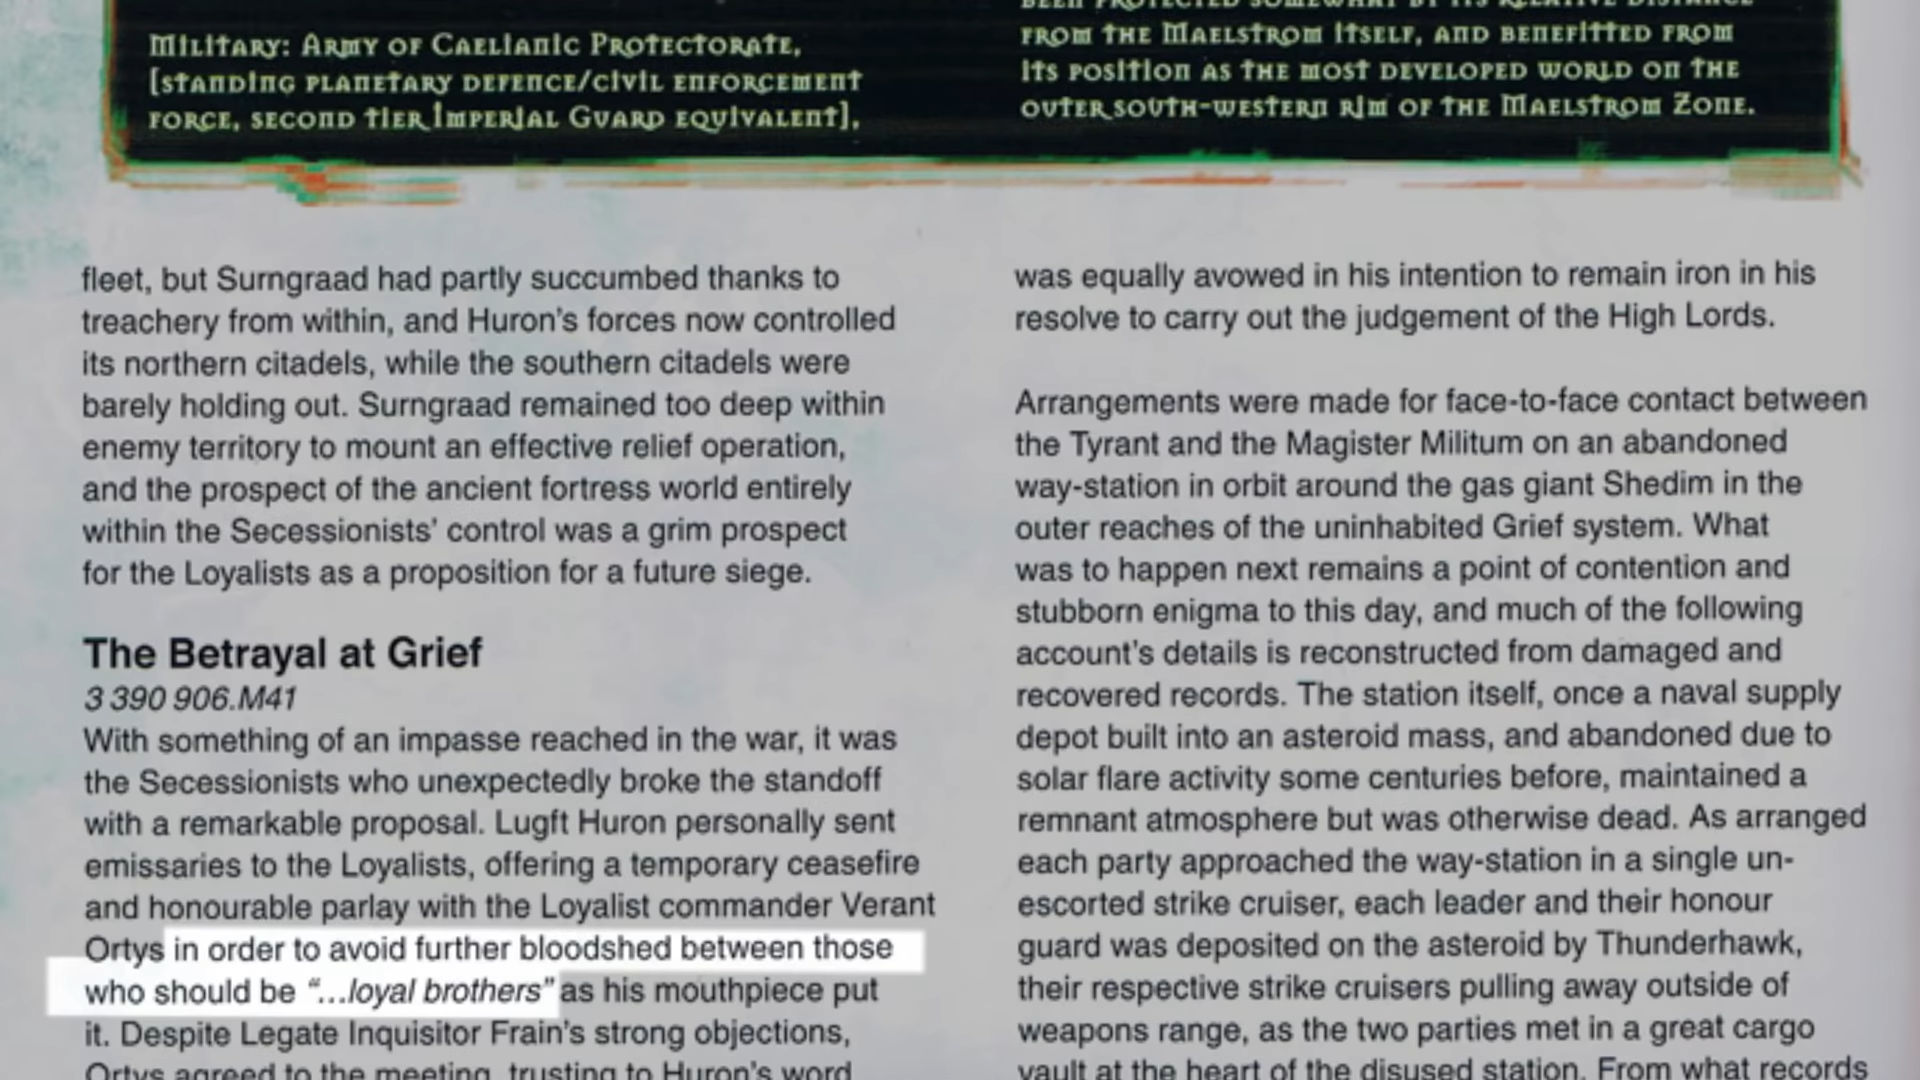 Military: Army of Caelianic Protectorate,
[standing planetary defence/civil enforcement
force, second tier Imperial Guard equivalent],
been protected somewhat by its relative distance
from the Maelstrom itself, and benefitted from
its position as the most developed world on the
outer south-western rim of the Maelstrom Zone.
fleet, but Surngraad had partly succumbed thanks to
treachery from within, and Huron's forces now controlled
its northern citadels, while the southern citadels were
barely holding out. Surngraad remained too deep within
enemy territory to mount an effective relief operation,
and the prospect of the ancient fortress world entirely
within the Secessionists' control was a grim prospect
for the Loyalists as a proposition for a future siege.
The Betrayal at Grief
3 390 906.M41
With something of an impasse reached in the war, it was
the Secessionists who unexpectedly broke the standoff
with a remarkable proposal. Lugft Huron personally sent
emissaries to the Loyalists, offering a temporary ceasefire
and honourable parlay with the Loyalist commander Verant
Ortys in order to avoid further bloodshed between those
who should be “...loyal brothers” as his mouthpiece put
it. Despite Legate Inquisitor Frain's strong objections,
Ortys agreed to the meeting, trusting to Huron's word
was equally avowed in his intention to remain iron in his
resolve to carry out the judgement of the High Lords.
Arrangements were made for face-to-face contact between
the Tyrant and the Magister Militum on an abandoned
way-station in orbit around the gas giant Shedim in the
outer reaches of the uninhabited Grief system. What
was to happen next remains a point of contention and
stubborn enigma to this day, and much of the following
account's details is reconstructed from damaged and
recovered records. The station itself, once a naval supply
depot built into an asteroid mass, and abandoned due to
solar flare activity some centuries before, maintained a
remnant atmosphere but was otherwise dead. As arranged
each party approached the way-station in a single un-
escorted strike cruiser, each leader and their honour
guard was deposited on the asteroid by Thunderhawk,
their respective strike cruisers pulling away outside of
weapons range, as the two parties met in a great cargo
vault at the heart of the disused station. From what records